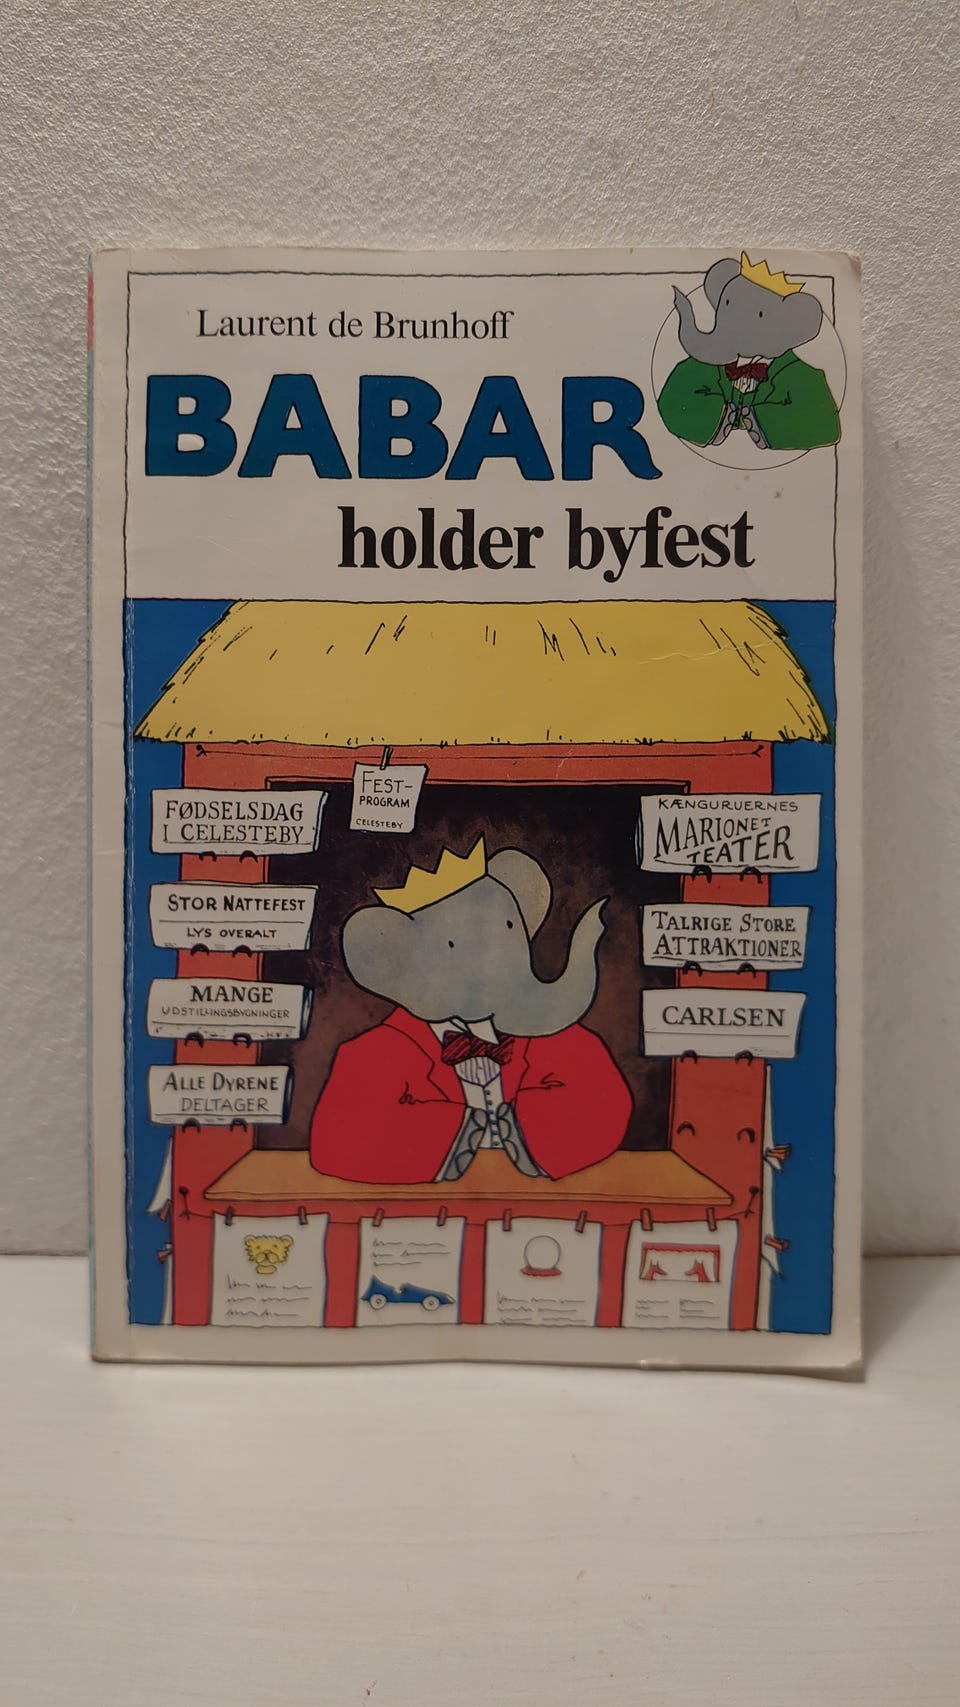 Laurent de Brunhoff
BABAR
holder byfest
FEST-
PROGRAM
CELESTEBY
FØDSELSDAG
I CELESTEBY
STOR NATTEFEST
LYS OVERALT
MANGE
UDSTILLINGSBYGNINGER
ALLE DYRENE
DELTAGER
KÆNGURUERNES
MARIONET
TEATER
TALRIGE STORE
ATTRAKTIONER
CARLSEN